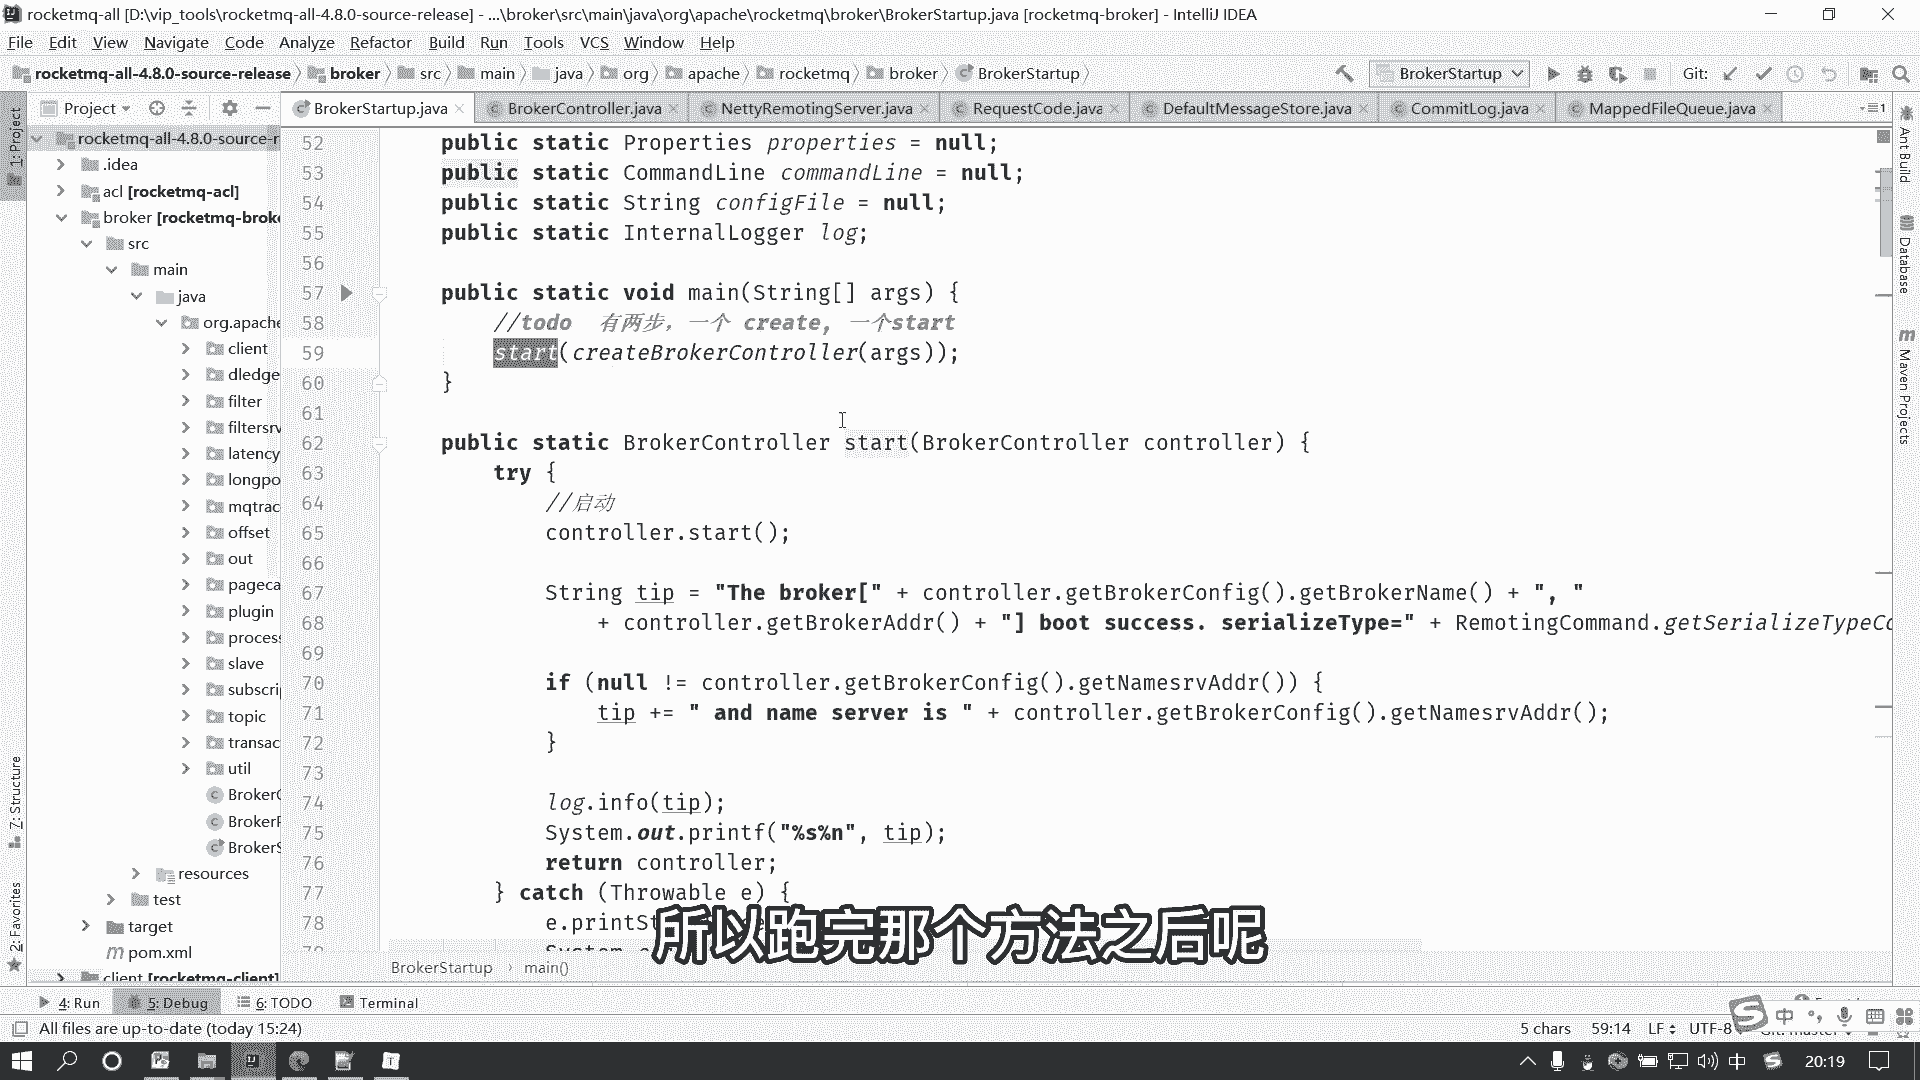 rocketmq-all [D:\vip_tools\rocketmq-all-4.8.0-source-release] - ...\broker\src\main\java\org\apache\rocketmq\broker\BrokerStartup.java [rocketmq-broker] - IntelliJ IDEA
File Edit View Navigate Code Analyze Refactor Build Run Tools VCS Window Help
rocketmq-all-4.8.0-source-release broker src main java org apache rocketmq broker BrokerStartup BrokerStartup Git:
Project BrokerStartup.java BrokerController.java NettyRemotingServer.java RequestCode.java DefaultMessageStore.java CommitLog.java MappedFileQueue.java
1: Project
7: Structure
2: Favorites
rocketmq-all-4.8.0-source-r
.idea
acl [rocketmq-acl]
broker [rocketmq-broke
src
main
java
org.apache
client
dledge
filter
filtersrv
latency
longpo
mqtrac
offset
out
pageca
plugin
process
slave
subscri
topic
transac
util
BrokerC
BrokerP
BrokerS
resources
test
target
pom.xml
client [rocketmq-client]
52 public static Properties properties = null;
53 public static CommandLine commandLine = null;
54 public static String configFile = null;
55 public static InternalLogger log;
56
57 public static void main(String[] args) {
58 //todo 有两步，一个 create, 一个start
59 start(createBrokerController(args));
60 }
61
62 public static BrokerController start(BrokerController controller) {
63 try {
64 //启动
65 controller.start();
66
67 String tip = "The broker[" + controller.getBrokerConfig().getBrokerName() + ", "
68 + controller.getBrokerAddr() + "] boot success. serializeType=" + RemotingCommand.getSerializeTypeCo
69
70 if (null != controller.getBrokerConfig().getNamesrvAddr()) {
71 tip += " and name server is " + controller.getBrokerConfig().getNamesrvAddr();
72 }
73
74 log.info(tip);
75 System.out.printf("%s%n", tip);
76 return controller;
77 } catch (Throwable e) {
78 e.printSt
所以跑完那个方法之后呢
BrokerStartup main()
Ant Build
Database
Maven Projects
4: Run 5: Debug 6: TODO Terminal
All files are up-to-date (today 15:24) 5 chars 59:14 LF UTF-8
中
中 20:19